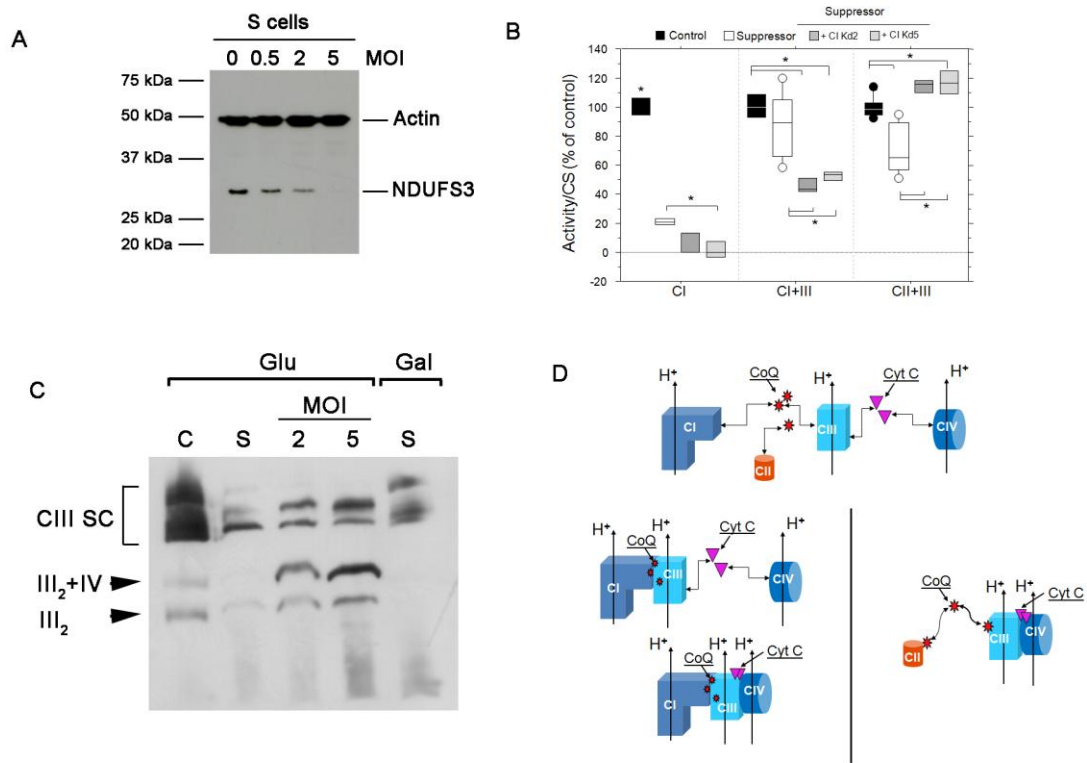 A
S cells
0 0.5 2 5 MOI
75 kDa
50 kDa
37 kDa
25 kDa
20 kDa
Actin
NDUFS3
B
Suppressor
Control Suppressor + CI Kd2 + CI Kd5
Activity/CS (% of control)
140
120
100
80
60
40
20
0
-20
*
*
*
*
*
*
CI CI+III CII+III
C
Glu Gal
MOI
C S 2 5 S
CIII SC
III2+IV
III2
D
H+ CoQ H+ Cyt C H+
CI CIII CIV
CII
H+ H+ Cyt C H+
CoQ
CI CIII CIV
H+ H+ H+
CoQ Cyt C
CI CIII CIV
CoQ H+ H+ Cyt C
CII CIII CIV